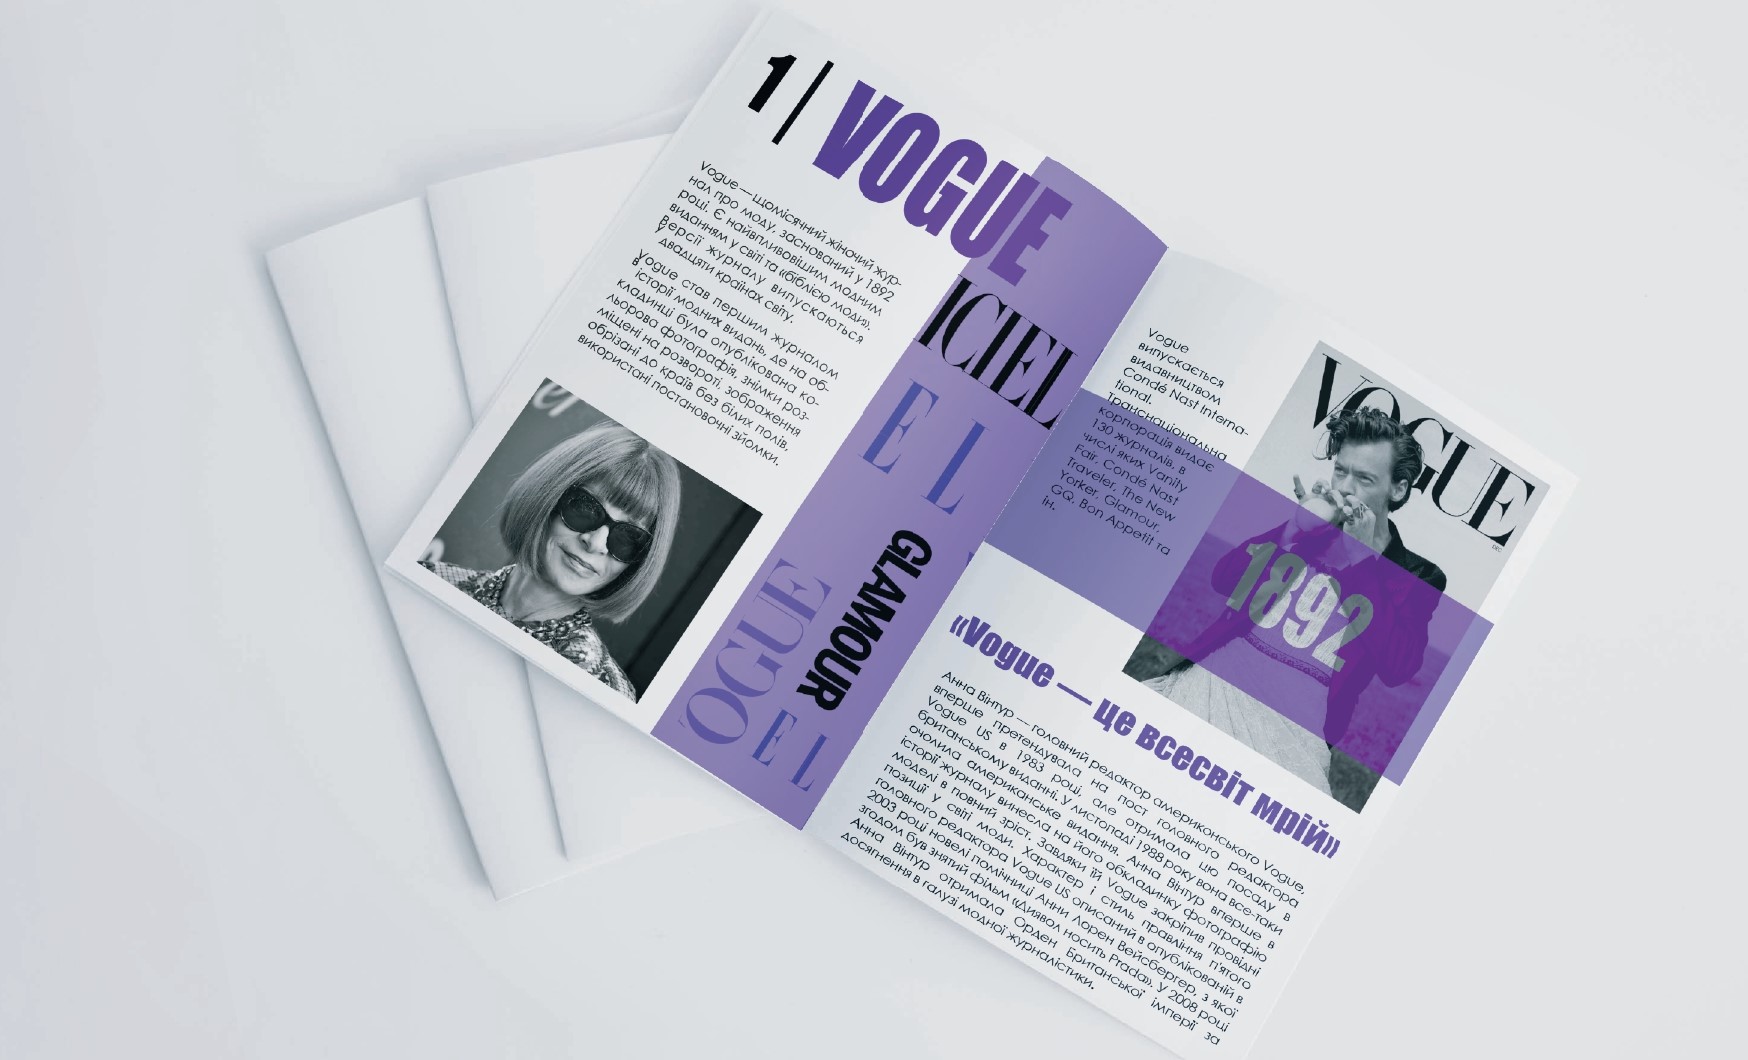 1 | VOGUE
Vogue — щомісячний жіночий жур-
нал про моду, заснований у 1892
році. Є найвпливовішим модним
виданням у світі та «біблією моди».
Версії журналу випускаються у
двадцяти країнах світу.
Vogue став першим журналом в
історії модних видань, де на об-
кладинці була опублікована ко-
льорова фотографія, знімки роз-
міщені на розвороті, зображення
обрізані до країв без білих полів,
використані постановочні зйомки.
ICIEL
E L
GLAMOUR
OGUE
E L
Vogue
випускається
видавництвом
Condé Nast Interna-
tional.
Транснаціональна
корпорація видає
130 журналів, в
числі яких Vanity
Fair, Condé Nast
Traveler, The New
Yorker, Glamour,
GQ, Bon Appetit та
ін.
VOGUE
DEC
1892
«Vogue — це всесвіт мрій»
Анна Вінтур — головний редактор американського Vogue,
вперше претендувала на пост головного редактора
Vogue US в 1983 році, але отримала цю посаду в
британському виданні. У листопаді 1988 року вона все-таки
очолила американське видання. Анна Вінтур вперше в
історії журналу винесла на його обкладинку фотографію
моделі в повний зріст. Завдяки їй Vogue закріпив провідні
позиції у світі моди. Характер і стиль правління п'ятого
головного редактора Vogue US описаний в опублікованій в
2003 році новелі помічниці Анни Лорен Вейсбергер, з якої
згодом був знятий фільм «Диявол носить Prada». У 2008 році
Анна Вінтур отримала Орден Британської імперії за
досягнення в галузі модної журналістики.